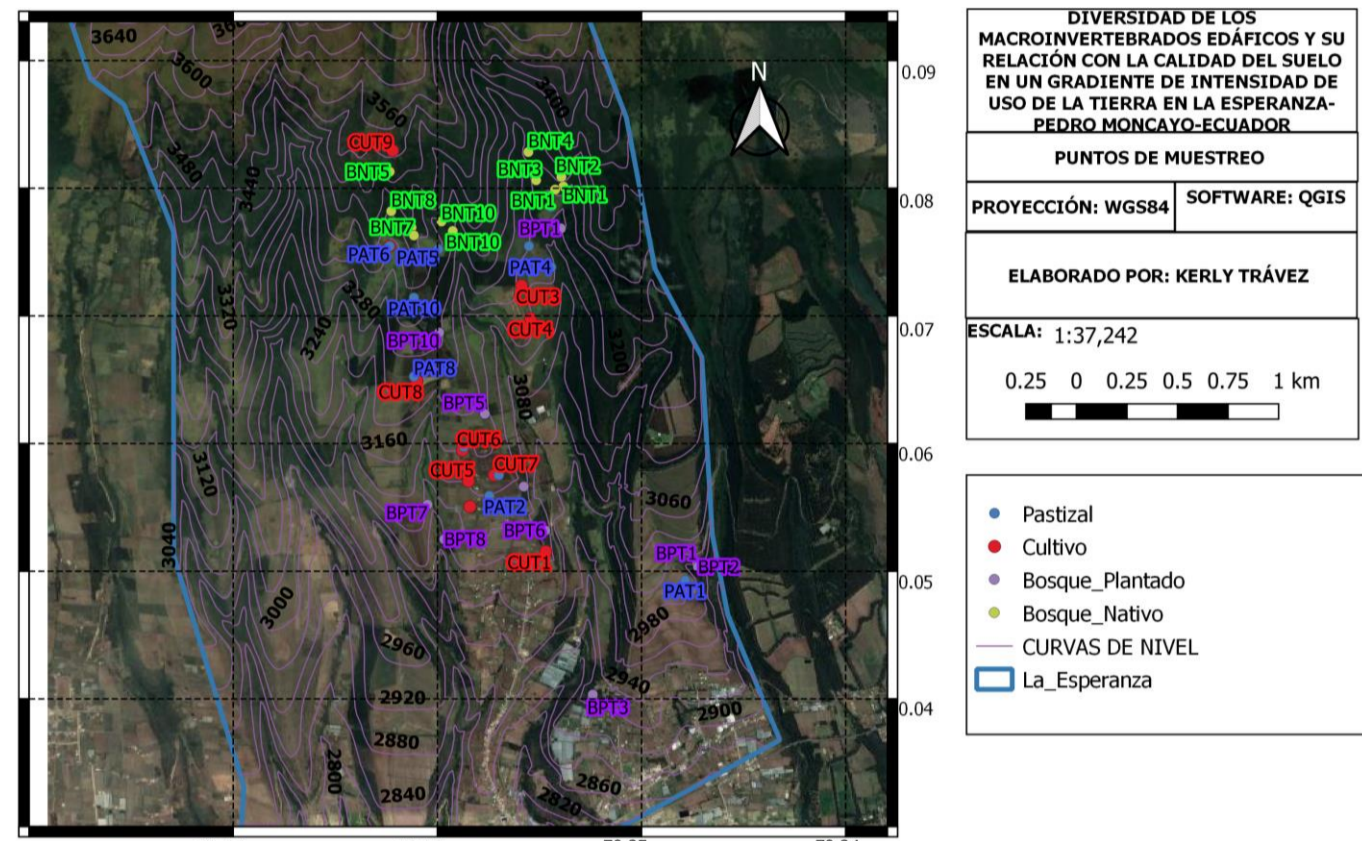 3640
3600
3560
3480
3440
3400
3320
3280
3240
3200
3160
3120
3080
3060
3040
3000
2980
2960
2940
2920
2900
2880
2860
2840
2820
2800
N
CUT9
BNT5
BNT4
BNT3
BNT2
BNT1
BNT1
BNT8
BNT10
BNT7
BNT10
BPT1
PAT6
PAT5
PAT4
PAT10
CUT3
BPT10
CUT4
PAT8
CUT8
BPT5
CUT6
CUT5
CUT7
PAT2
BPT7
BPT8
BPT6
CUT1
BPT1
BPT2
PAT1
BPT3
0.09
0.08
0.07
0.06
0.05
0.04
DIVERSIDAD DE LOS
MACROINVERTEBRADOS EDÁFICOS Y SU
RELACIÓN CON LA CALIDAD DEL SUELO
EN UN GRADIENTE DE INTENSIDAD DE
USO DE LA TIERRA EN LA ESPERANZA-
PEDRO MONCAYO-ECUADOR
PUNTOS DE MUESTREO
PROYECCIÓN: WGS84
SOFTWARE: QGIS
ELABORADO POR: KERLY TRÁVEZ
ESCALA: 1:37,242
0.25 0 0.25 0.5 0.75 1 km
Pastizal
Cultivo
Bosque_Plantado
Bosque_Nativo
CURVAS DE NIVEL
La_Esperanza